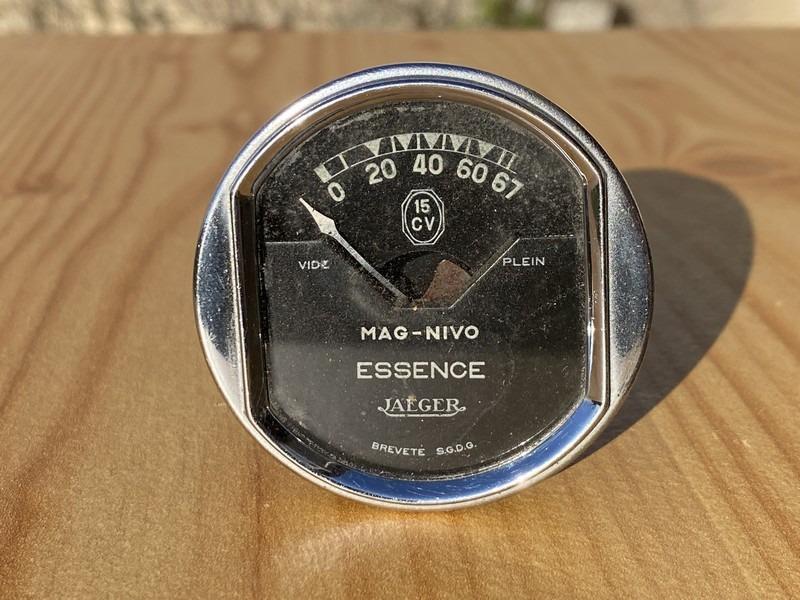 0 20 40 60 67
15
CV
VIDE PLEIN
MAG-NIVO
ESSENCE
JAEGER
BREVETE S.G.D.G.